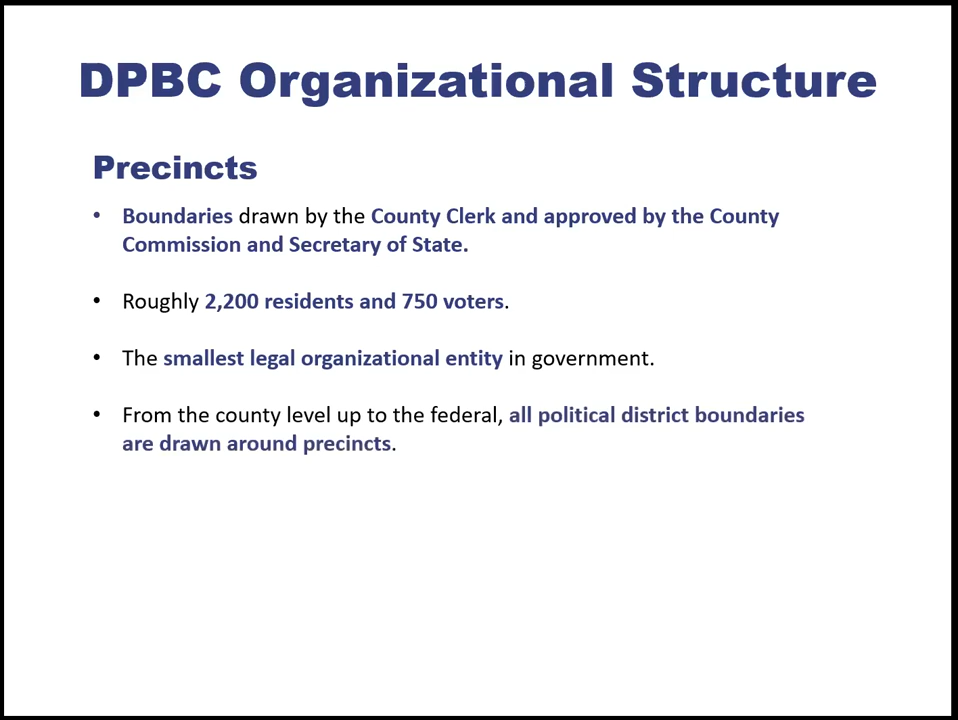 DPBC Organizational Structure
Precincts
• Boundaries drawn by the County Clerk and approved by the County
Commission and Secretary of State.
• Roughly 2,200 residents and 750 voters.
• The smallest legal organizational entity in government.
• From the county level up to the federal, all political district boundaries
are drawn around precincts.